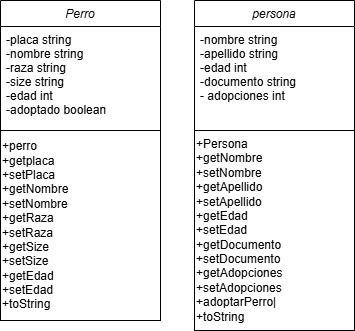 Perro
-placa string
-nombre string
-raza string
-size string
-edad int
-adoptado boolean
+perro
+getplaca
+setPlaca
+getNombre
+setNombre
+getRaza
+setRaza
+getSize
+setSize
+getEdad
+setEdad
+toString
persona
-nombre string
-apellido string
-edad int
-documento string
- adopciones int
+Persona
+getNombre
+setNombre
+getApellido
+setApellido
+getEdad
+setEdad
+getDocumento
+setDocumento
+getAdopciones
+setAdopciones
+adoptarPerro|
+toString